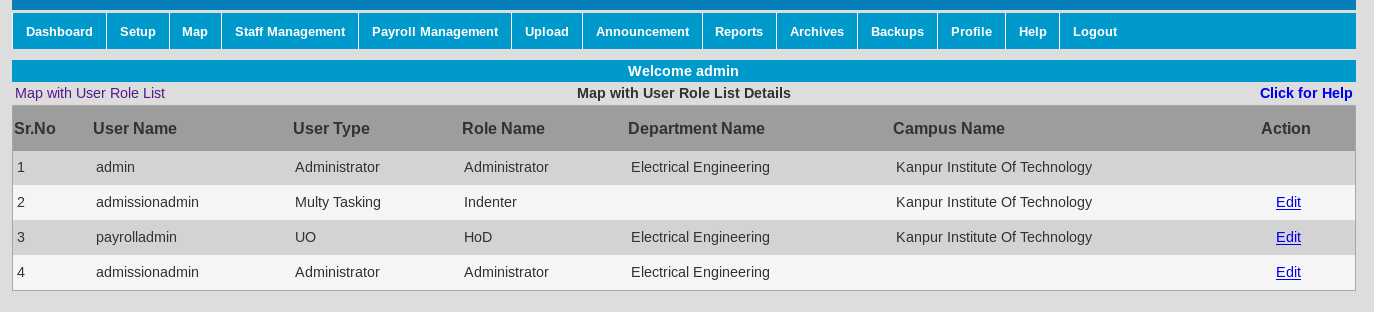 Dashboard Setup Map Staff Management Payroll Management Upload Announcement Reports Archives Backups Profile Help Logout
Welcome admin
Map with User Role List Map with User Role List Details Click for Help
Sr.No User Name User Type Role Name Department Name Campus Name Action
1 admin Administrator Administrator Electrical Engineering Kanpur Institute Of Technology
2 admissionadmin Multy Tasking Indenter Kanpur Institute Of Technology Edit
3 payrolladmin UO HoD Electrical Engineering Kanpur Institute Of Technology Edit
4 admissionadmin Administrator Administrator Electrical Engineering Edit